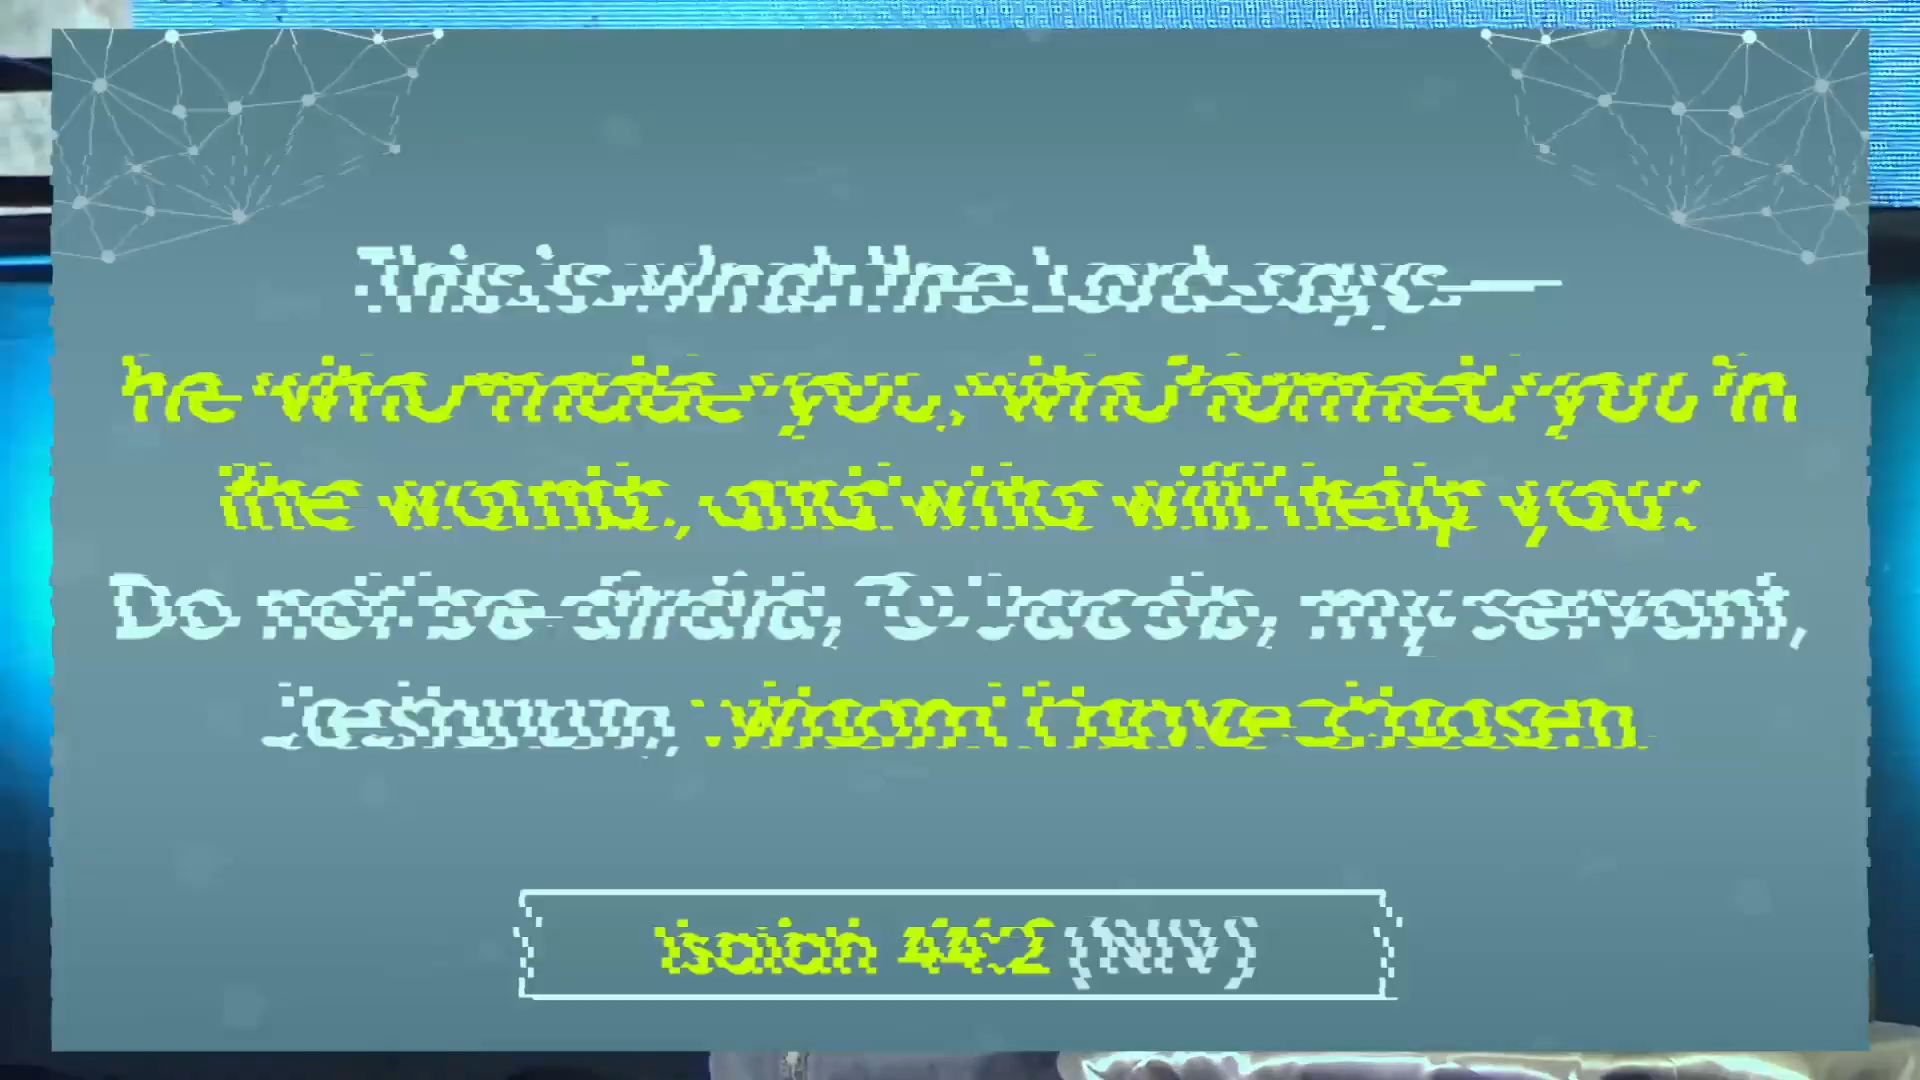 This is what the Lord says—
he who made you, who formed you in
the womb, and who will help you:
Do not be afraid, O Jacob, my servant,
Jeshurun, whom I have chosen.
Isaiah 44:2 (NIV)